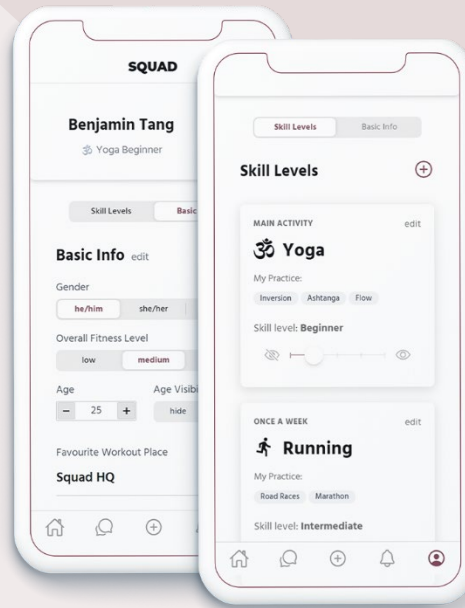 SQUAD
Benjamin Tang
🕉 Yoga Beginner
Skill Levels
Basic Info edit
Gender
he/him she/her
Overall Fitness Level
low medium
Age
− 25 +
hide
Favourite Workout Place
Squad HQ
Skill Levels Basic Info
Skill Levels
MAIN ACTIVITY edit
🕉 Yoga
My Practice:
Inversion Ashtanga Flow
Skill level: Beginner
ONCE A WEEK edit
Running
My Practice:
Road Races Marathon
Skill level: Intermediate